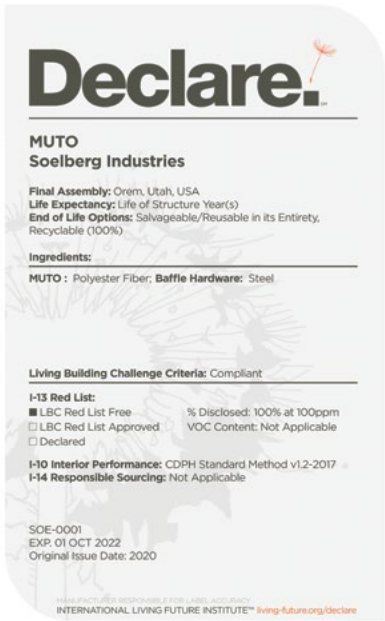 Declare.
SM
MUTO
Soelberg Industries
Final Assembly: Orem, Utah, USA
Life Expectancy: Life of Structure Year(s)
End of Life Options: Salvageable/Reusable in its Entirety,
Recyclable (100%)
Ingredients:
MUTO : Polyester Fiber; Baffle Hardware: Steel
Living Building Challenge Criteria: Compliant
I-13 Red List:
■ LBC Red List Free % Disclosed: 100% at 100ppm
□ LBC Red List Approved VOC Content: Not Applicable
□ Declared
I-10 Interior Performance: CDPH Standard Method v1.2-2017
I-14 Responsible Sourcing: Not Applicable
SOE-0001
EXP. 01 OCT 2022
Original Issue Date: 2020
MANUFACTURER RESPONSIBLE FOR LABEL ACCURACY
INTERNATIONAL LIVING FUTURE INSTITUTE™ living-future.org/declare